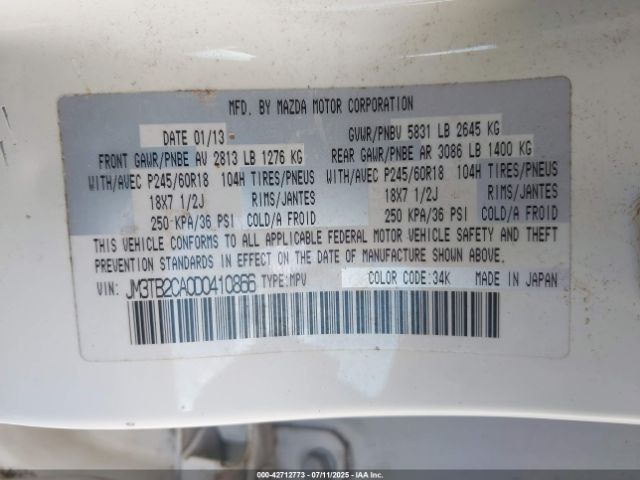 MFD. BY MAZDA MOTOR CORPORATION
DATE 01/13 GVWR/PNBV 5831 LB 2645 KG
FRONT GAWR/PNBE AV 2813 LB 1276 KG REAR GAWR/PNBE AR 3086 LB 1400 KG
WITH/AVEC P245/60R18 104H TIRES/PNEUS WITH/AVEC P245/60R18 104H TIRES/PNEUS
18X7 1/2J RIMS/JANTES 18X7 1/2J RIMS/JANTES
250 KPA/36 PSI COLD/A FROID 250 KPA/36 PSI COLD/A FROID
THIS VEHICLE CONFORMS TO ALL APPLICABLE FEDERAL MOTOR VEHICLE SAFETY AND THEFT
PREVENTION STANDARDS IN EFFECT ON THE DATE OF MANUFACTURE SHOWN ABOVE.
VIN: JM3TB2CA0D0410866 TYPE:MPV COLOR CODE:34K MADE IN JAPAN
000-42712773 - 07/11/2025 - IAAI.COM